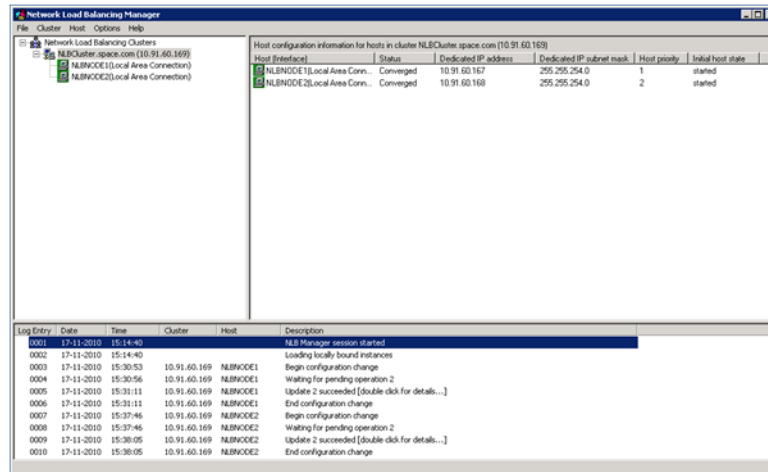 Network Load Balancing Manager
File Cluster Host Options Help
Network Load Balancing Clusters
NLBCluster.space.com (10.91.60.169)
NLBNODE1(Local Area Connection)
NLBNODE2(Local Area Connection)
Host configuration information for hosts in cluster NLBCluster.space.com (10.91.60.169)
Host (Interface) Status Dedicated IP address Dedicated IP subnet mask Host priority Initial host state
NLBNODE1(Local Area Conn... Converged 10.91.60.167 255.255.254.0 1 started
NLBNODE2(Local Area Conn... Converged 10.91.60.168 255.255.254.0 2 started
Log Entry Date Time Cluster Host Description
0001 17-11-2010 15:14:40 NLB Manager session started
0002 17-11-2010 15:14:40 Loading locally bound instances
0003 17-11-2010 15:30:53 10.91.60.169 NLBNODE1 Begin configuration change
0004 17-11-2010 15:30:56 10.91.60.169 NLBNODE1 Waiting for pending operation 2
0005 17-11-2010 15:31:11 10.91.60.169 NLBNODE1 Update 2 succeeded [double click for details...]
0006 17-11-2010 15:31:11 10.91.60.169 NLBNODE1 End configuration change
0007 17-11-2010 15:37:46 10.91.60.169 NLBNODE2 Begin configuration change
0008 17-11-2010 15:37:46 10.91.60.169 NLBNODE2 Waiting for pending operation 2
0009 17-11-2010 15:38:05 10.91.60.169 NLBNODE2 Update 2 succeeded [double click for details...]
0010 17-11-2010 15:38:05 10.91.60.169 NLBNODE2 End configuration change